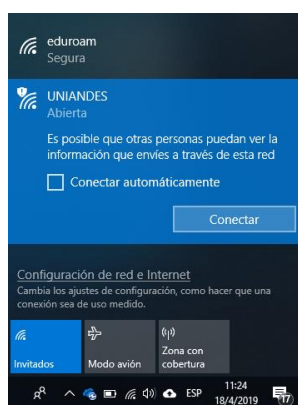 eduroam
Segura
UNIANDES
Abierta
Es posible que otras personas puedan ver la
información que envíes a través de esta red
Conectar automáticamente
Conectar
Configuración de red e Internet
Cambia los ajustes de configuración, como hacer que una
conexión sea de uso medido.
Invitados
Modo avión
Zona con
cobertura
ESP
11:24
18/4/2019
17